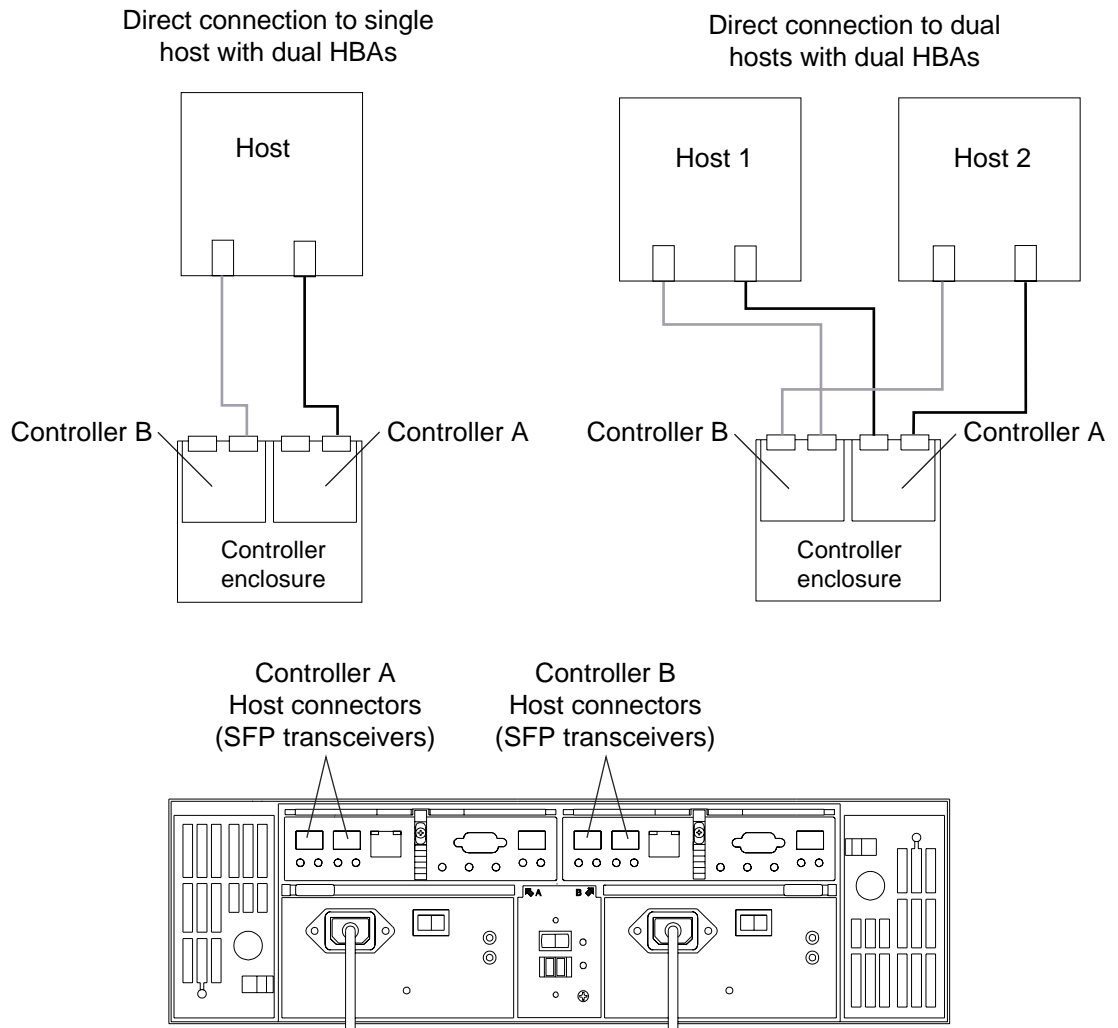 Direct connection to single
host with dual HBAs
Host
Controller B
Controller A
Controller
enclosure
Direct connection to dual
hosts with dual HBAs
Host 1
Host 2
Controller B
Controller A
Controller
enclosure
Controller A
Host connectors
(SFP transceivers)
Controller B
Host connectors
(SFP transceivers)
A
B